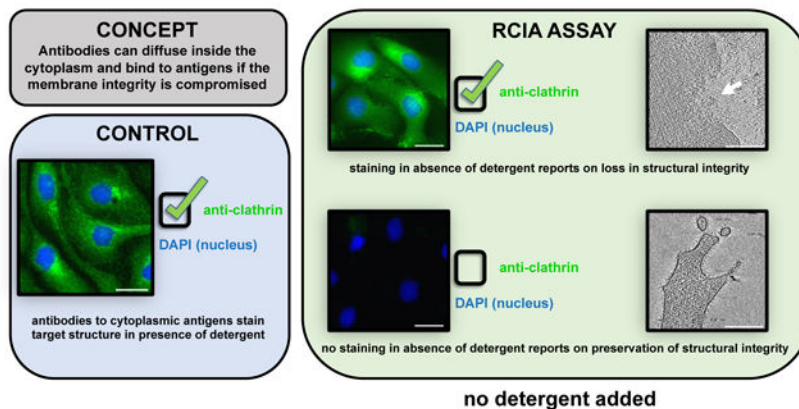 CONCEPT
Antibodies can diffuse inside the
cytoplasm and bind to antigens if the
membrane integrity is compromised
CONTROL
anti-clathrin
DAPI (nucleus)
antibodies to cytoplasmic antigens stain
target structure in presence of detergent
RCIA ASSAY
anti-clathrin
DAPI (nucleus)
staining in absence of detergent reports on loss in structural integrity
anti-clathrin
DAPI (nucleus)
no staining in absence of detergent reports on preservation of structural integrity
no detergent added